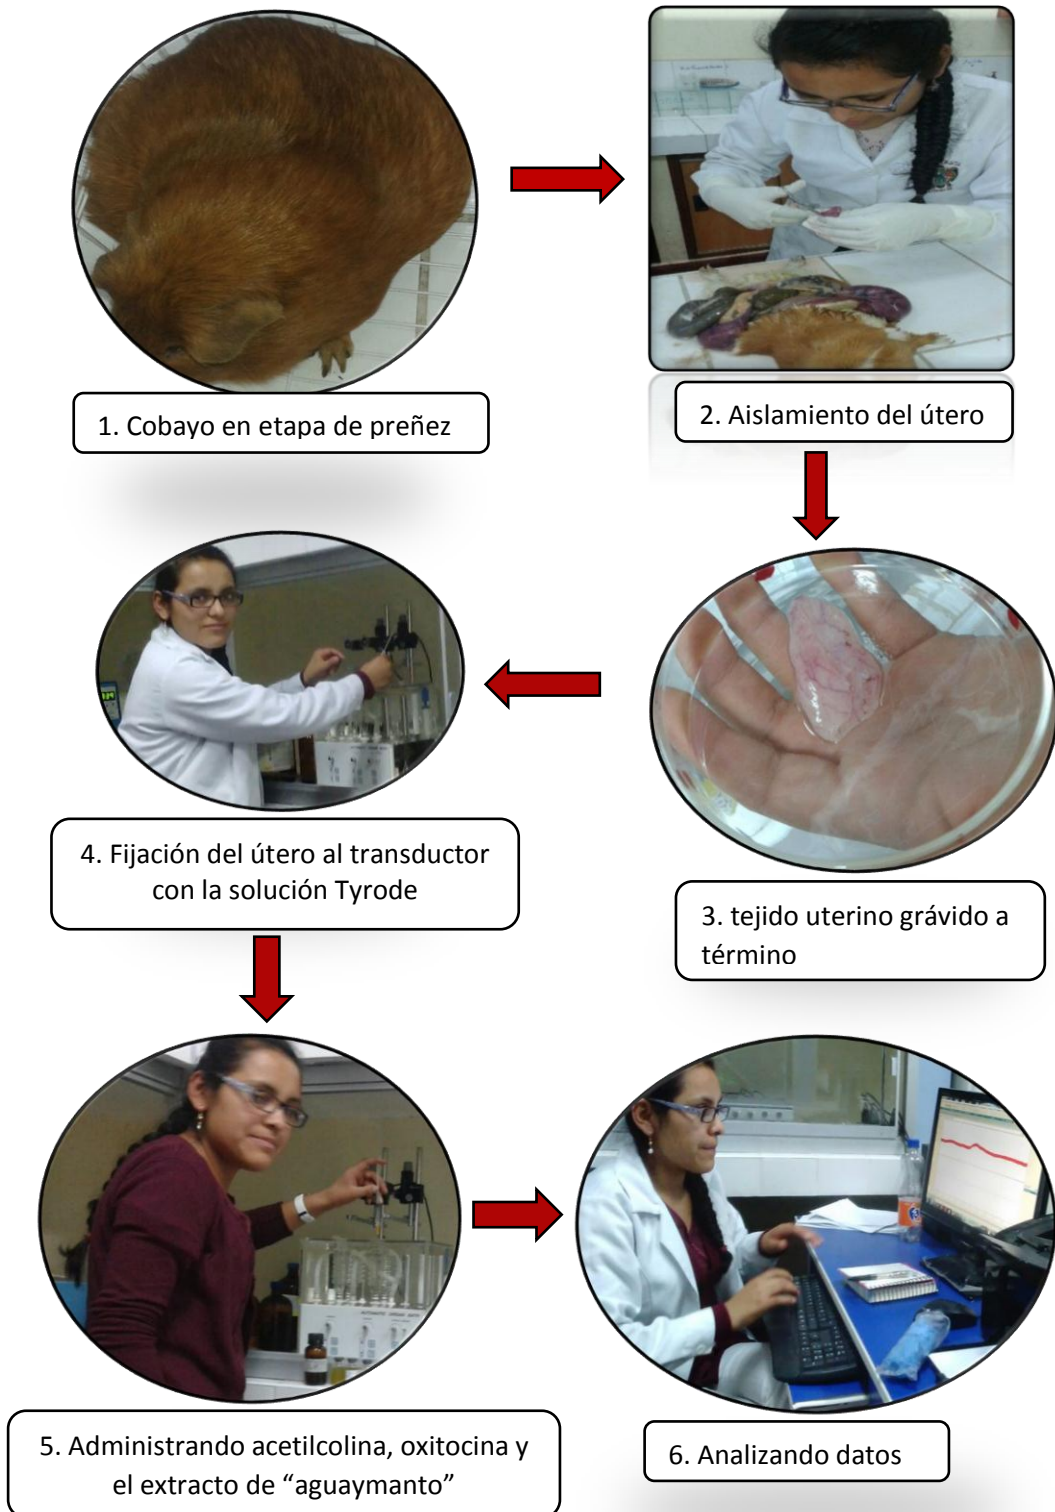 1. Cobayo en etapa de preñez
2. Aislamiento del útero
3. tejido uterino grávido a
término
4. Fijación del útero al transductor
con la solución Tyrode
5. Administrando acetilcolina, oxitocina y
el extracto de “aguaymanto”
6. Analizando datos